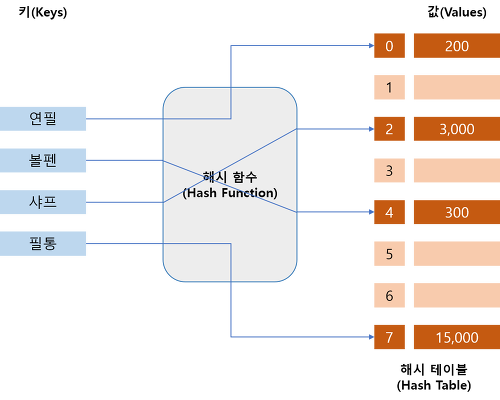 키(Keys)
값(Values)
연필
볼펜
샤프
필통
해시 함수
(Hash Function)
0 200
1
2 3,000
3
4 300
5
6
7 15,000
해시 테이블
(Hash Table)